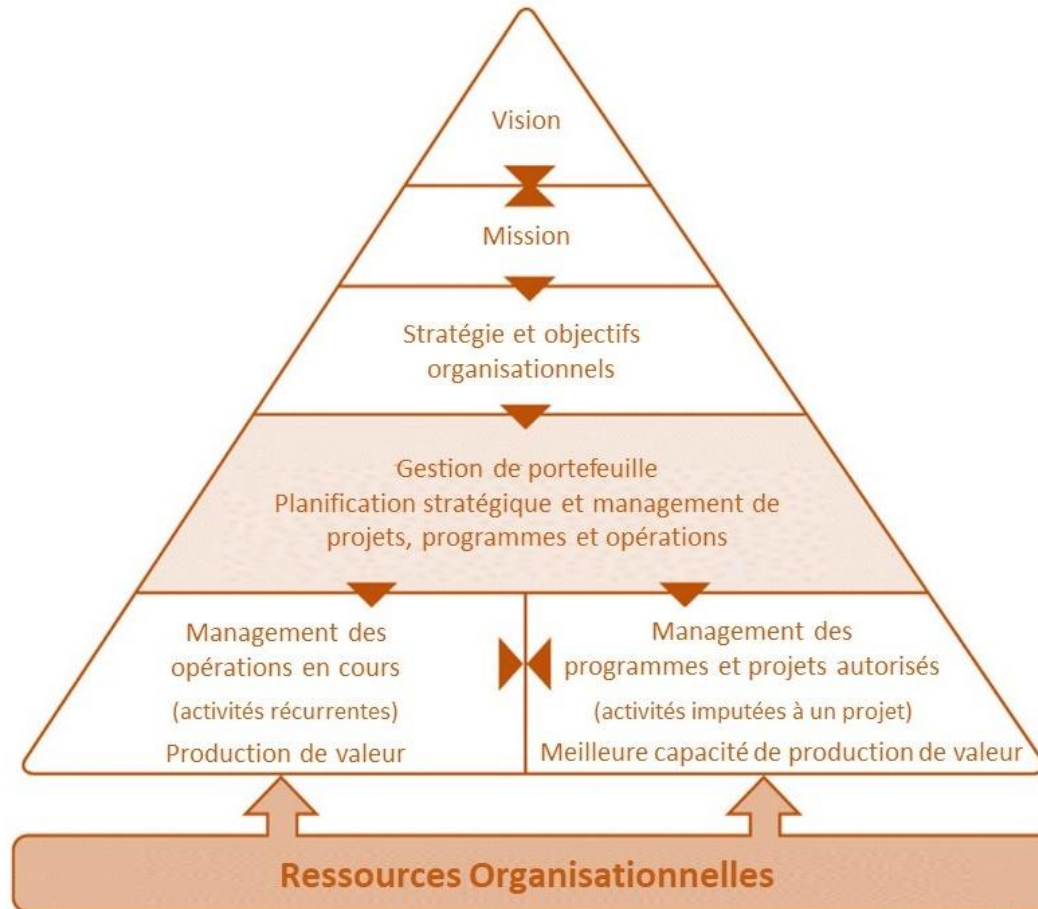 Vision
Mission
Stratégie et objectifs
organisationnels
Gestion de portefeuille
Planification stratégique et management de
projets, programmes et opérations
Management des
opérations en cours
(activités récurrentes)
Production de valeur
Management des
programmes et projets autorisés
(activités imputées à un projet)
Meilleure capacité de production de valeur
Ressources Organisationnelles